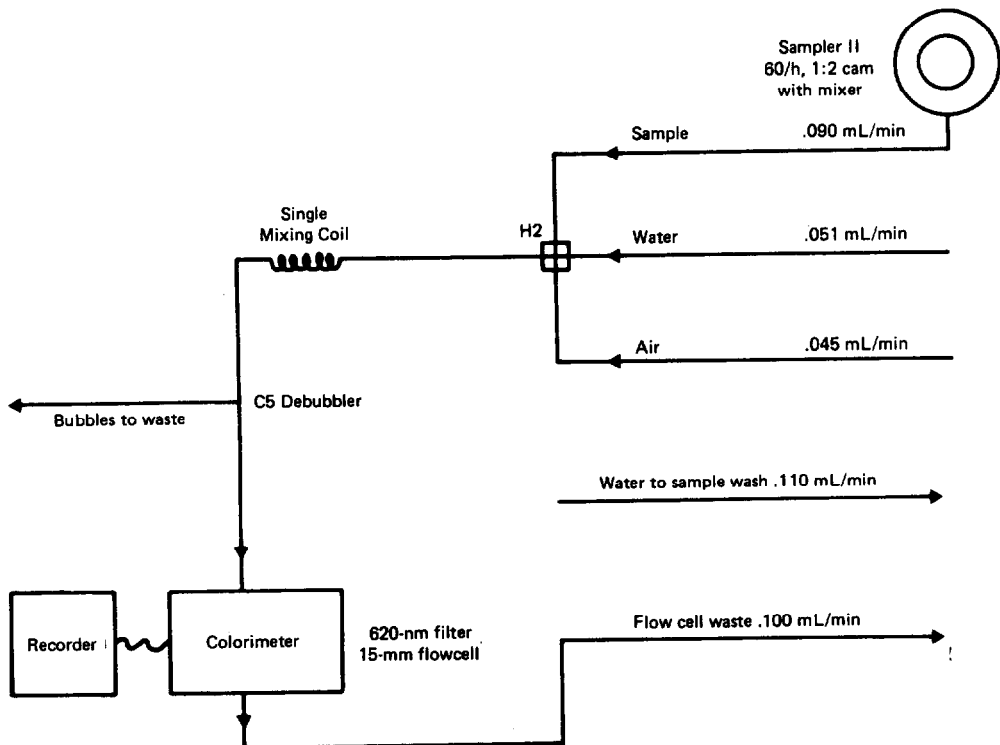 Sampler II
60/h, 1:2 cam
with mixer
Sample .090 mL/min
Single
Mixing Coil
H2
Water .051 mL/min
Air .045 mL/min
C5 Debubbler
Bubbles to waste
Water to sample wash .110 mL/min
Recorder
Colorimeter
620-nm filter
15-mm flowcell
Flow cell waste .100 mL/min